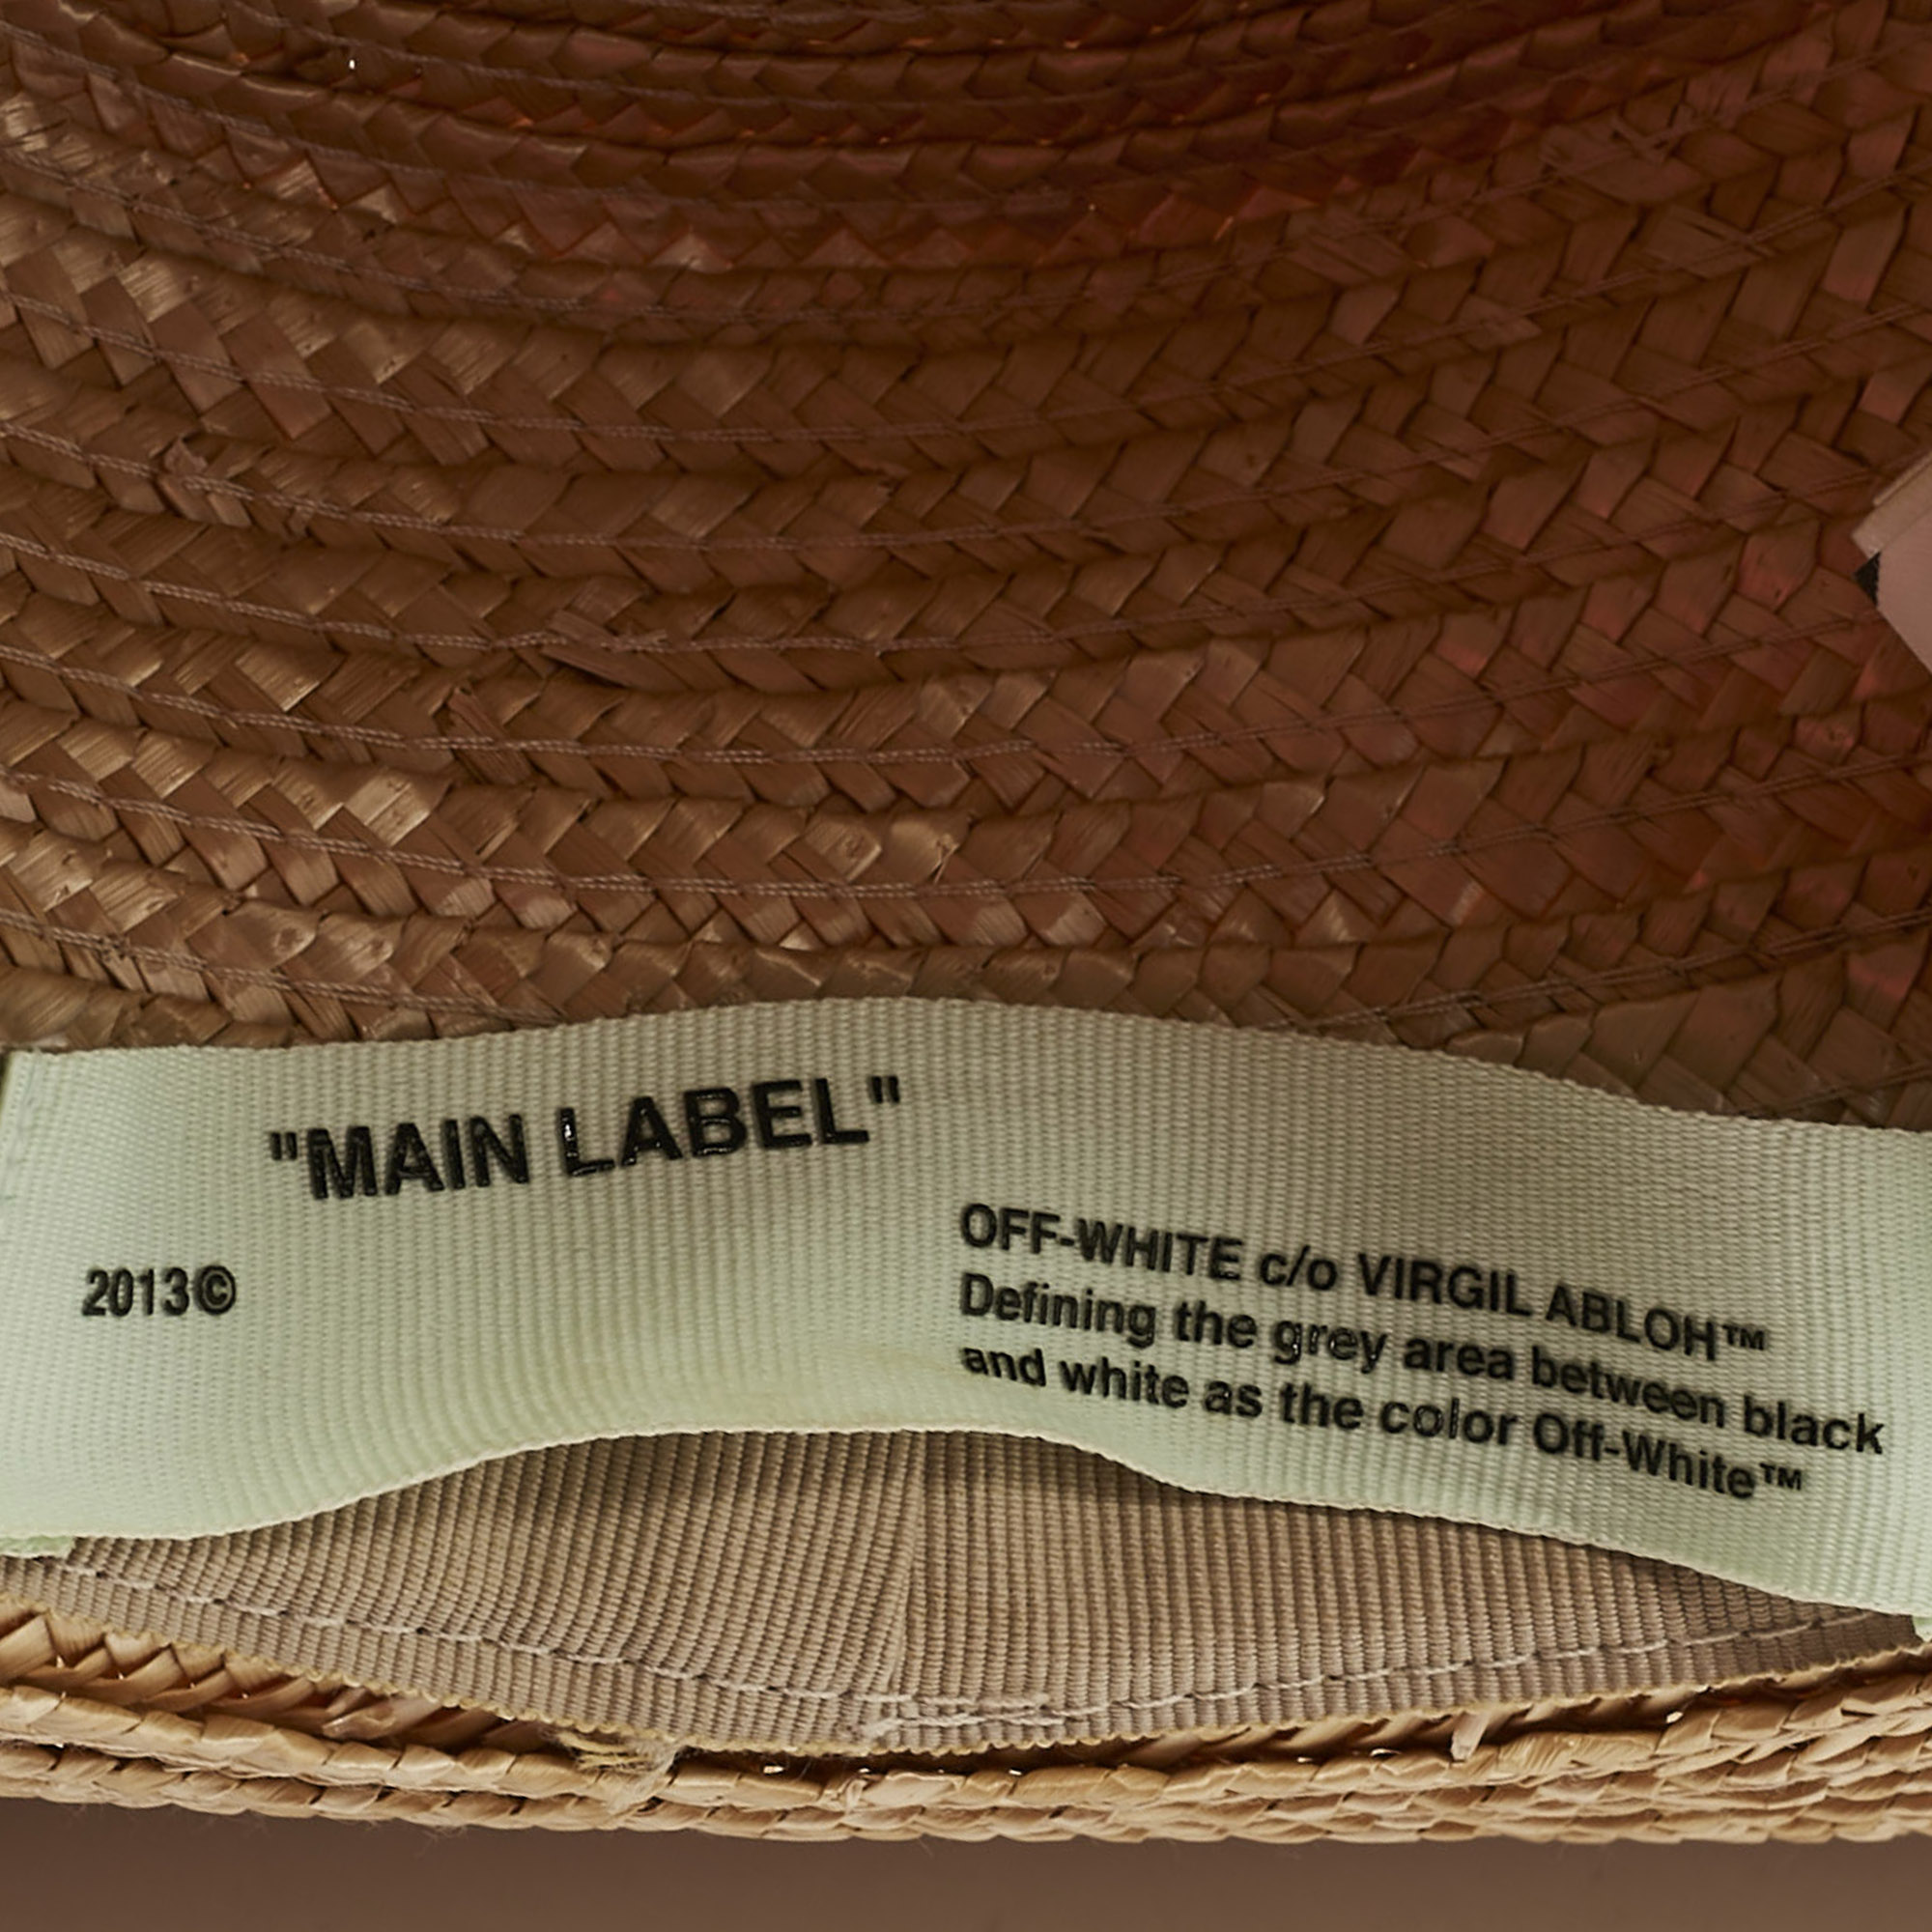 "MAIN LABEL"
2013©
OFF-WHITE c/o VIRGIL ABLOH™
Defining the grey area between black
and white as the color Off-White™